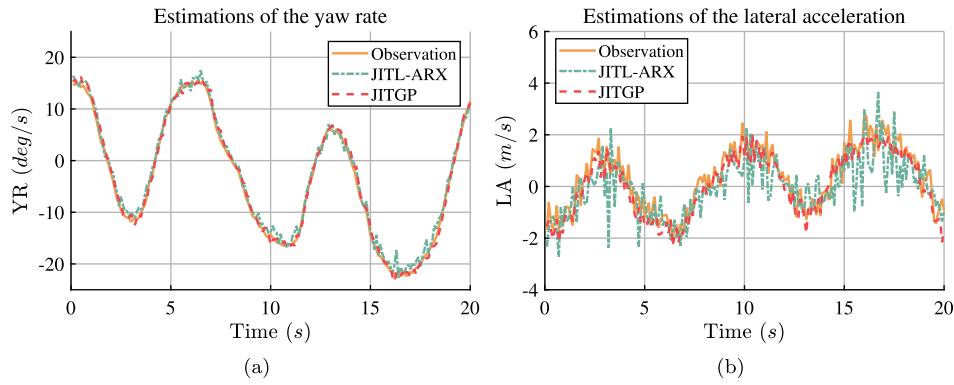 Estimations of the yaw rate
Observation
JITL-ARX
JITGP
YR (deg/s)
20
10
0
-10
-20
0
5
10
15
20
Time (s)
(a)
Estimations of the lateral acceleration
Observation
JITL-ARX
JITGP
LA (m/s)
6
4
2
0
-2
-4
0
5
10
15
20
Time (s)
(b)